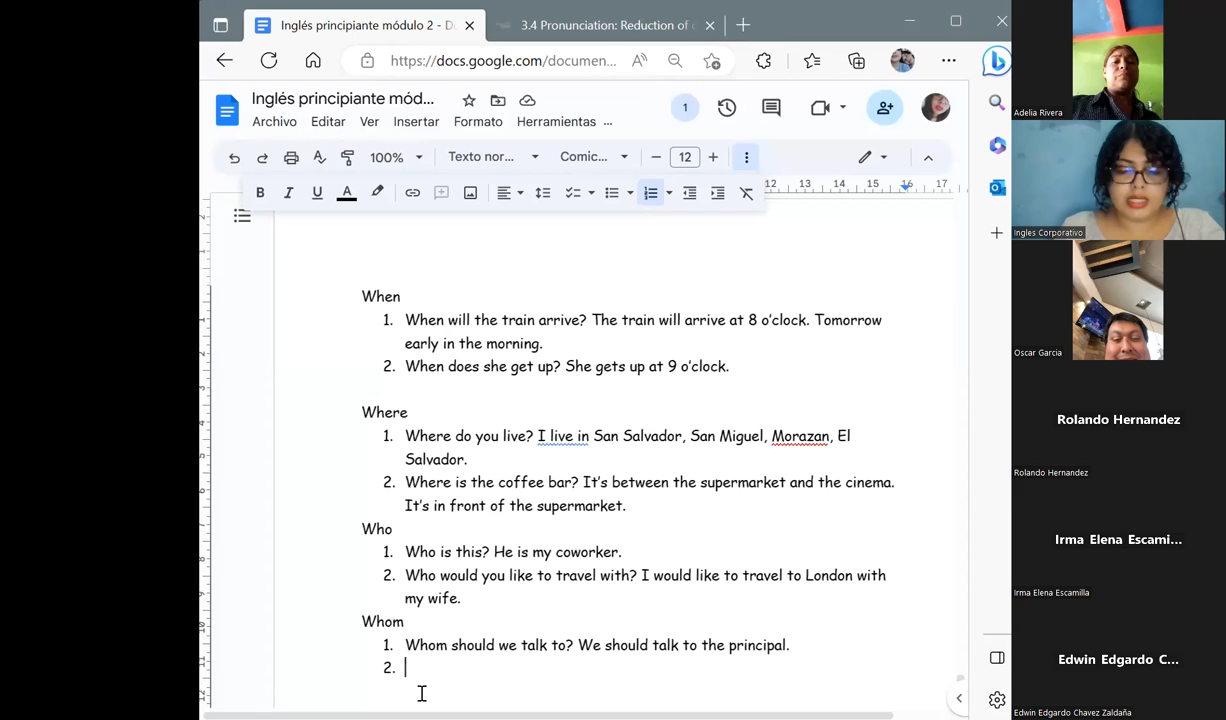 Inglés principiante módulo 2 - D
3.4 Pronunciation: Reduction of
https://docs.google.com/documen...
Inglés principiante mód...
Archivo Editar Ver Insertar Formato Herramientas ...
1
100% Texto nor... Comic... 12
12 13 14 15 16 17
When
1. When will the train arrive? The train will arrive at 8 o'clock. Tomorrow
early in the morning.
2. When does she get up? She gets up at 9 o'clock.
Where
1. Where do you live? I live in San Salvador, San Miguel, Morazan, El
Salvador.
2. Where is the coffee bar? It's between the supermarket and the cinema.
It's in front of the supermarket.
Who
1. Who is this? He is my coworker.
2. Who would you like to travel with? I would like to travel to London with
my wife.
Whom
1. Whom should we talk to? We should talk to the principal.
2.
Adelia Rivera
Ingles Corporativo
Oscar Garcia
Rolando Hernandez
Rolando Hernandez
Irma Elena Escami...
Irma Elena Escamilla
Edwin Edgardo C...
Edwin Edgardo Chavez Zaldaña